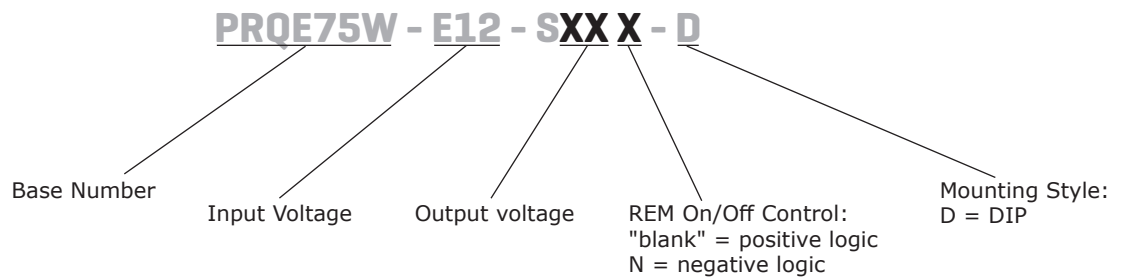 PRQE75W - E12 - SXX X - D
Base Number
Input Voltage
Output voltage
REM On/Off Control:
"blank" = positive logic
N = negative logic
Mounting Style:
D = DIP